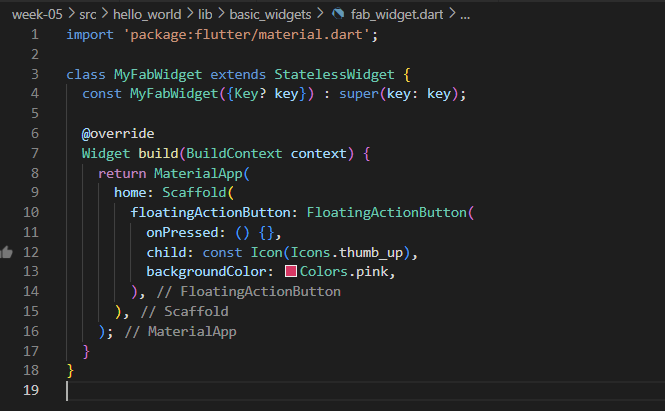 week-05 > src > hello_world > lib > basic_widgets > fab_widget.dart > ...
1 import 'package:flutter/material.dart';
2
3 class MyFabWidget extends StatelessWidget {
4   const MyFabWidget({Key? key}) : super(key: key);
5
6   @override
7   Widget build(BuildContext context) {
8     return MaterialApp(
9       home: Scaffold(
10         floatingActionButton: FloatingActionButton(
11           onPressed: () {},
12           child: const Icon(Icons.thumb_up),
13           backgroundColor: Colors.pink,
14         ), // FloatingActionButton
15       ), // Scaffold
16     ); // MaterialApp
17   }
18 }
19